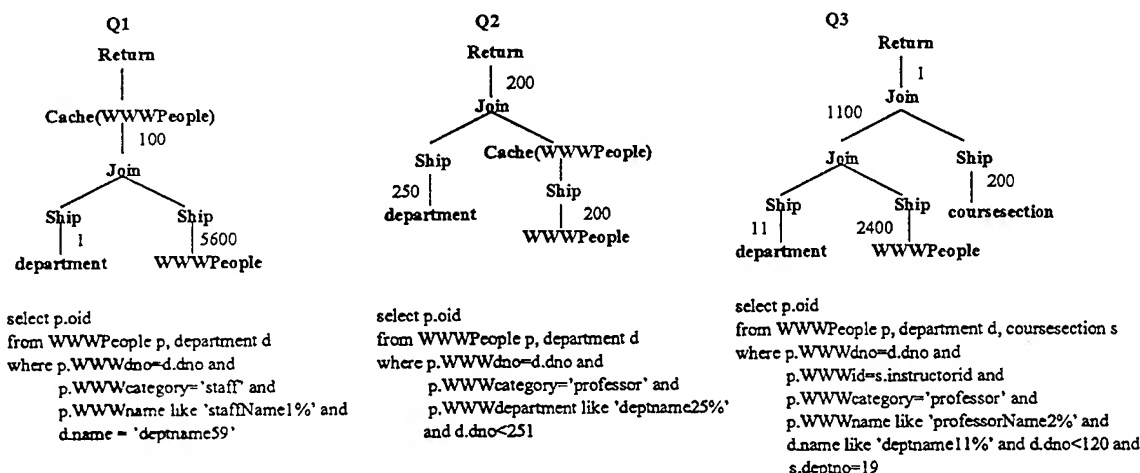 Q1
Return
Cache(WWWPeople)
100
Join
Ship
Ship
1
5600
department
WWWPeople
select p.oid
from WWWPeople p, department d
where p.WWWdno=d.dno and
p.WWWcategory='staff' and
p.WWWname like 'staffName1%' and
d.name = 'deptname59'
Q2
Return
200
Join
Ship
Cache(WWWPeople)
250
Ship
department
200
WWWPeople
select p.oid
from WWWPeople p, department d
where p.WWWdno=d.dno and
p.WWWcategory='professor' and
p.WWWdepartment like 'deptname25%'
and d.dno<251
Q3
Return
1
Join
1100
Join
Ship
200
Ship
Ship
coursesection
11
2400
department
WWWPeople
select p.oid
from WWWPeople p, department d, coursesection s
where p.WWWdno=d.dno and
p.WWWid=s.instructorid and
p.WWWcategory='professor' and
p.WWWname like 'professorName2%' and
d.name like 'deptname11%' and d.dno<120 and
s.deptno=19